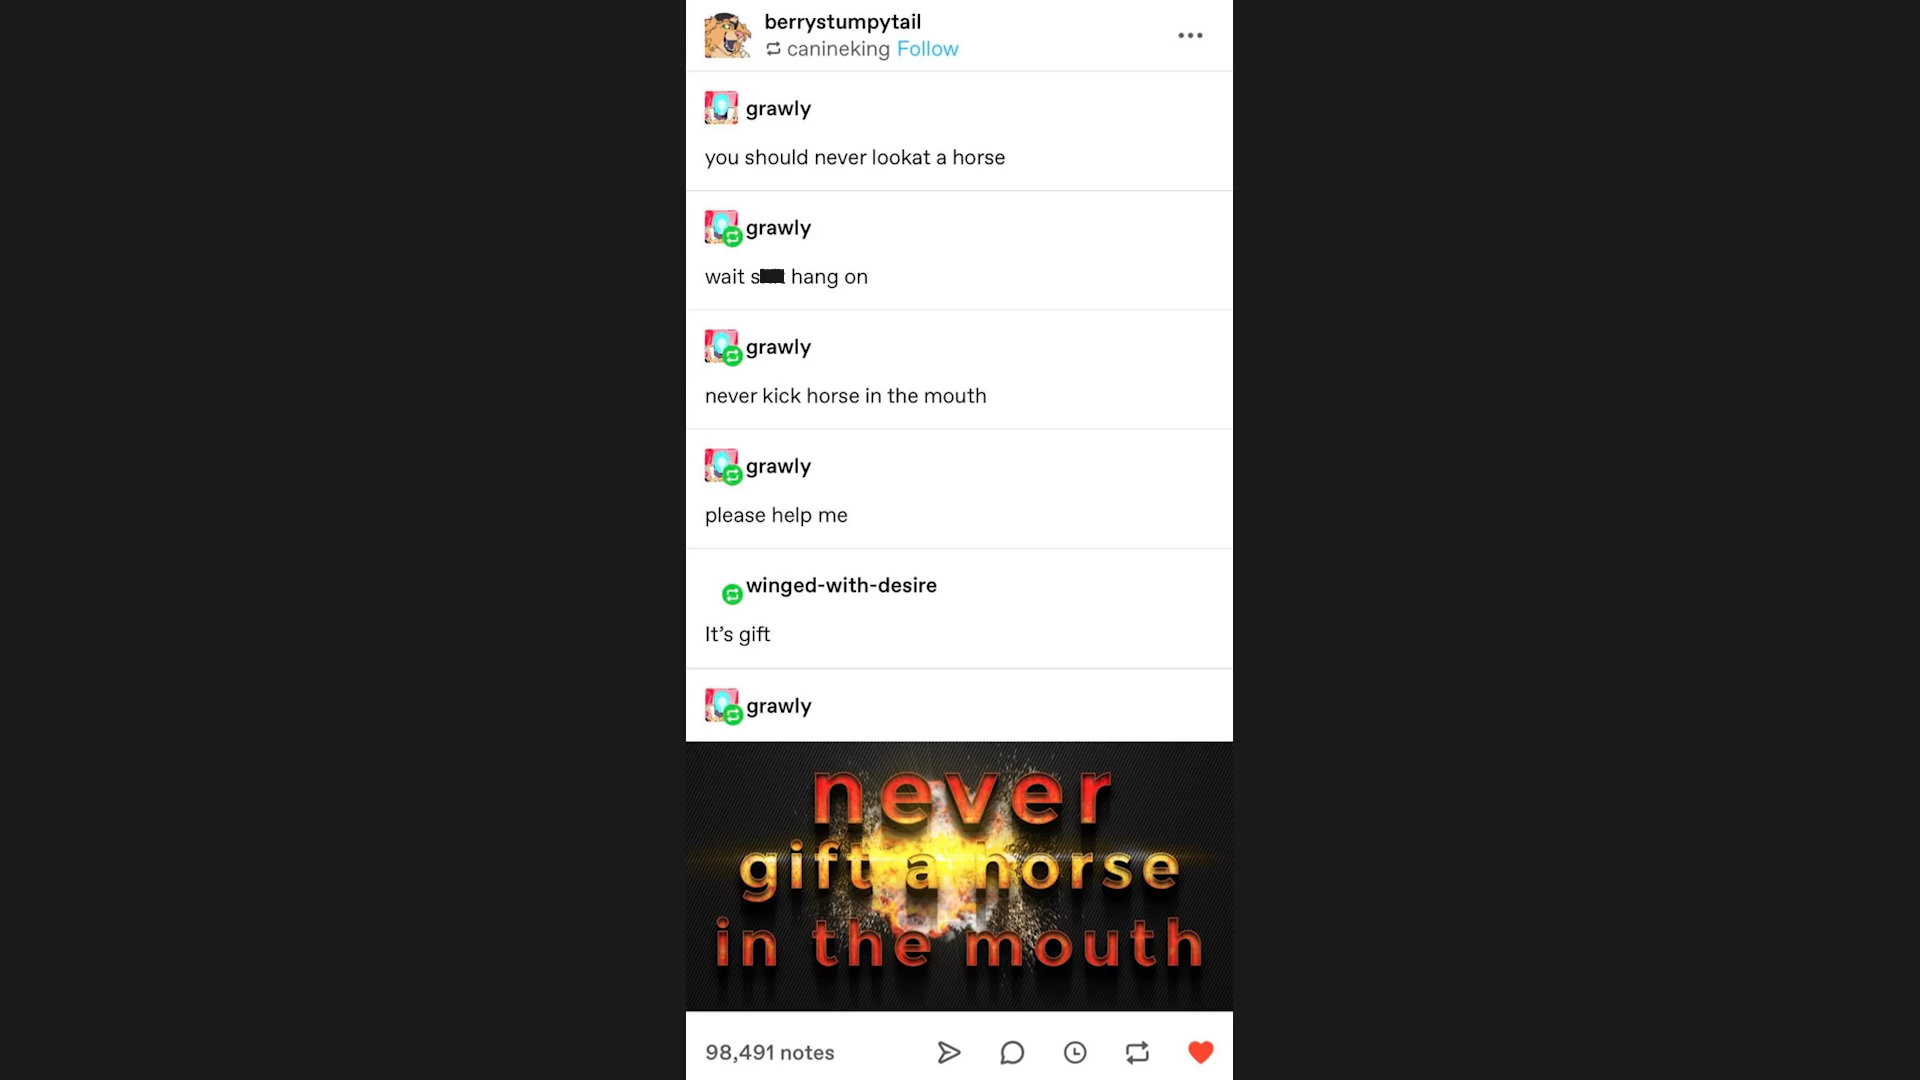 berrystumpytail
canineking Follow
grawly
you should never lookat a horse
grawly
wait hang on
grawly
never kick horse in the mouth
grawly
please help me
winged-with-desire
It's gift
grawly
never
gift a horse
in the mouth
98,491 notes